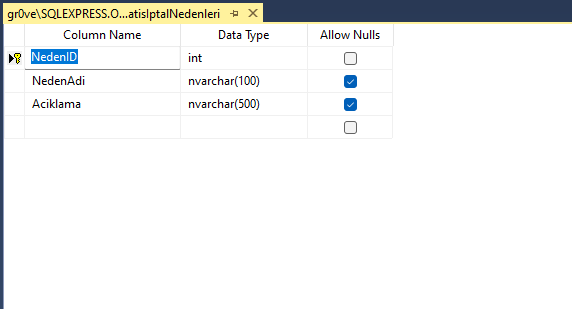 gr0ve\SQLEXPRESS.O...atisIptalNedenleri
Column Name Data Type Allow Nulls
NedenID int
NedenAdi nvarchar(100)
Aciklama nvarchar(500)